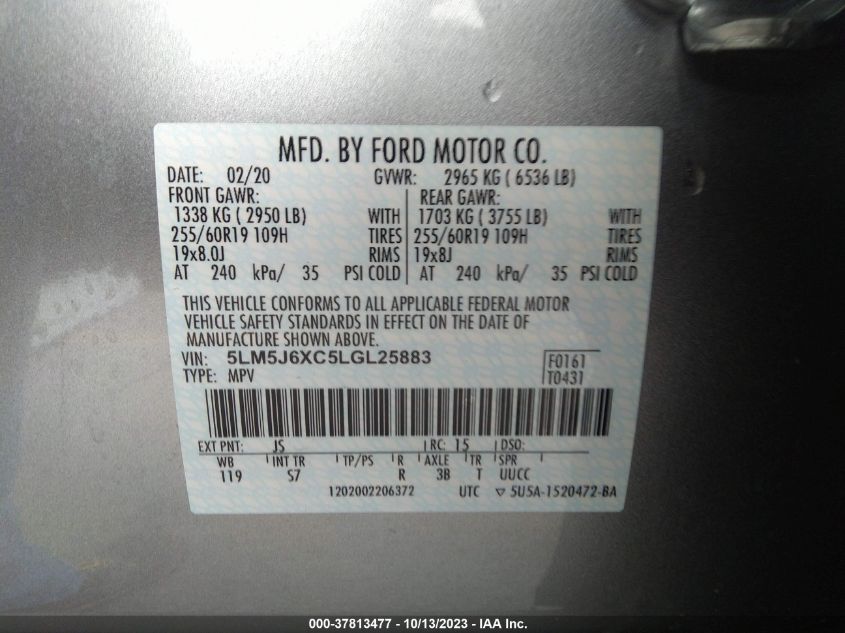 MFD. BY FORD MOTOR CO.
DATE: 02/20 GVWR: 2965 KG ( 6536 LB)
FRONT GAWR: REAR GAWR:
1338 KG ( 2950 LB) WITH 1703 KG ( 3755 LB) WITH
255/60R19 109H TIRES 255/60R19 109H TIRES
19x8.0J RIMS 19x8J RIMS
AT 240 kPa/ 35 PSI COLD AT 240 kPa/ 35 PSI COLD
THIS VEHICLE CONFORMS TO ALL APPLICABLE FEDERAL MOTOR
VEHICLE SAFETY STANDARDS IN EFFECT ON THE DATE OF
MANUFACTURE SHOWN ABOVE.
VIN: 5LM5J6XC5LGL25883 F0161
TYPE: MPV T0431
EXT PNT: JS RC: 15 DSO:
WB INT TR TP/PS R AXLE TR SPR
119 S7 R 3B T UUCC
1202002206372 UTC ▽ 5U5A-1520472-BA
000-37813477 - 10/13/2023 - IAA Inc.